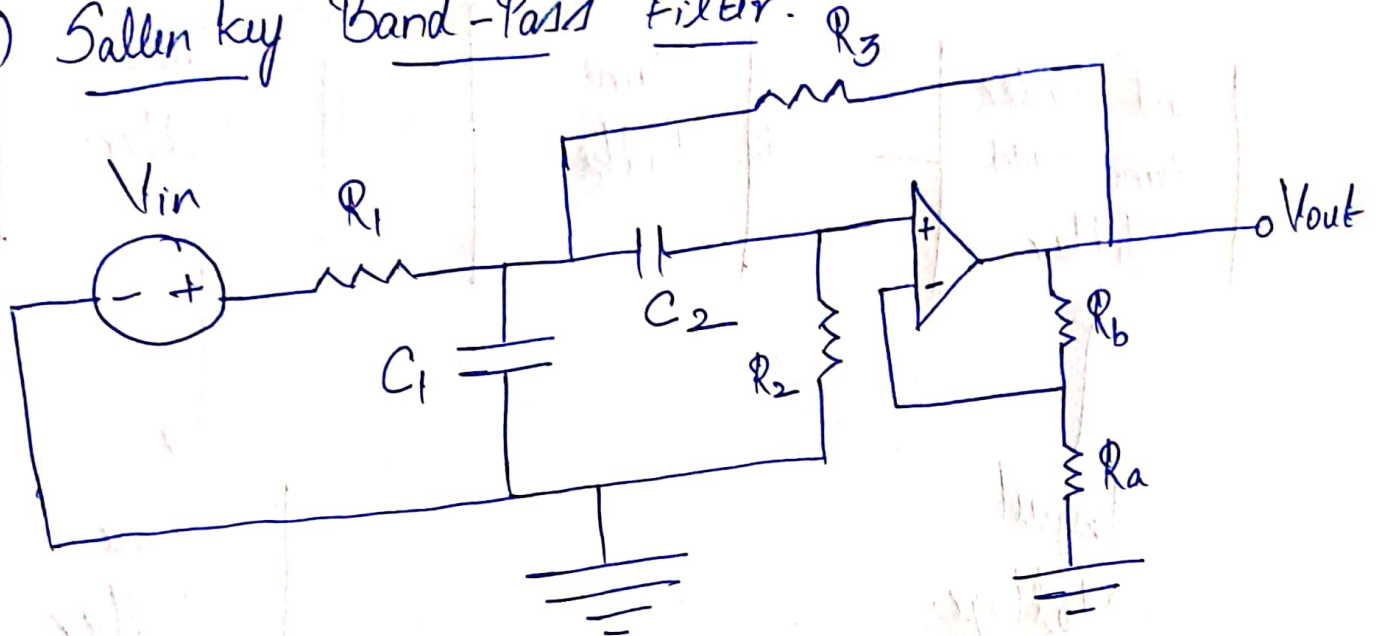 ) Sallen key Band-Pass Filter.
R3
Vin
R1
- +
C1
C2
R2
+
-
Vout
Rb
Ra